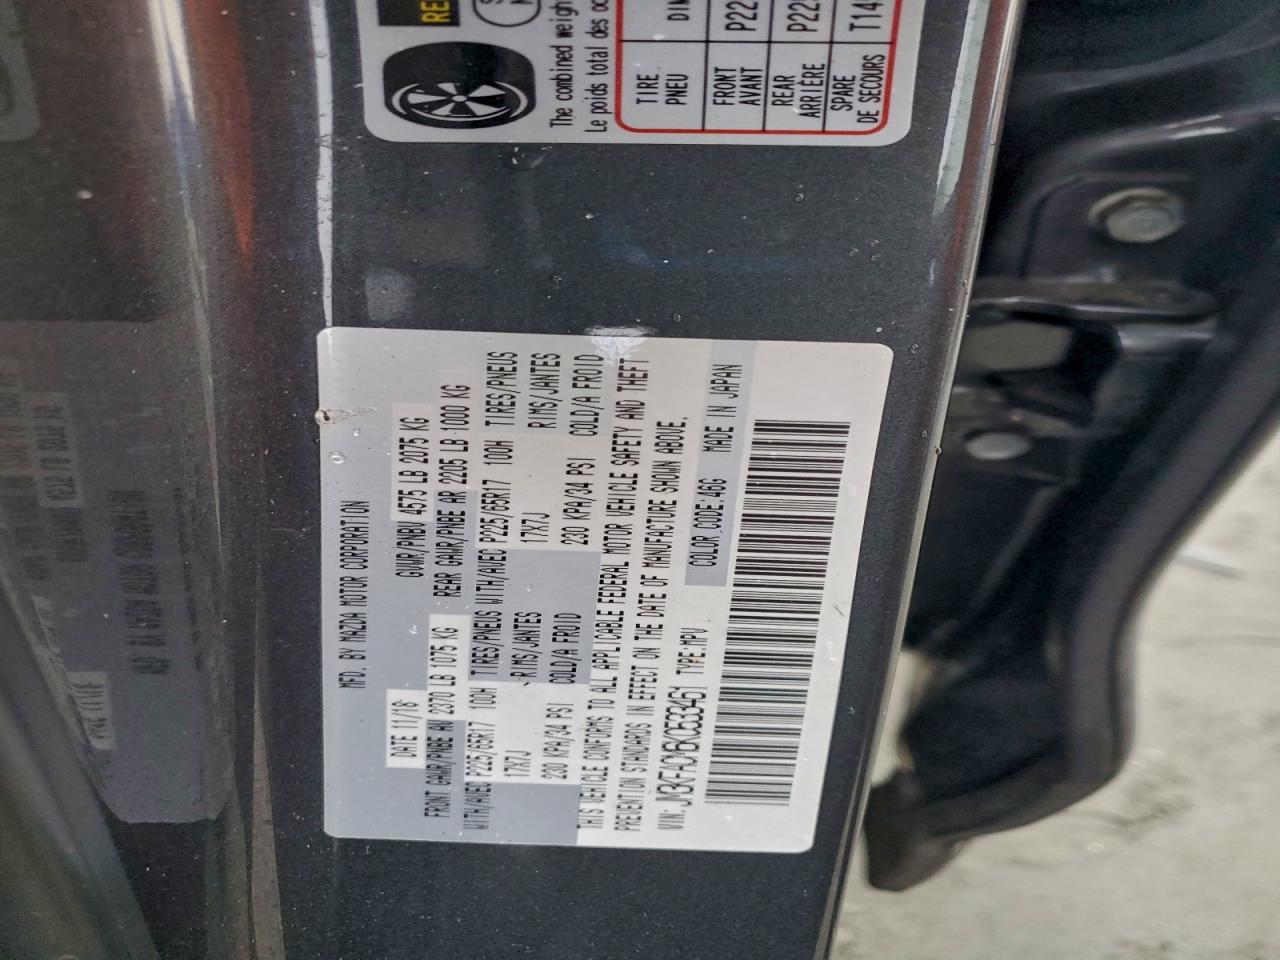 MFD. BY MAZDA MOTOR CORPORATION
DATE 11/18 GVWR/PNBV 4575 LB 2075 KG
FRONT GAWR/PNBE AV 2370 LB 1075 KG REAR GAWR/PNBE AR 2205 LB 1000 KG
WITH/AVEC P225/65R17 100H TIRES/PNEUS WITH/AVEC P225/65R17 100H TIRES/PNEUS
17X7J RIMS/JANTES 17X7J RIMS/JANTES
230 KPA/34 PSI COLD/A FROID 230 KPA/34 PSI COLD/A FROID
THIS VEHICLE CONFORMS TO ALL APPLICABLE FEDERAL MOTOR VEHICLE SAFETY AND THEFT
PREVENTION STANDARDS IN EFFECT ON THE DATE OF MANUFACTURE SHOWN ABOVE.
VIN: TYPE:MPV COLOR CODE:46G MADE IN JAPAN
The combined weigh
Le poids total des oc
TIRE
PNEU
FRONT
AVANT
REAR
ARRIÈRE
SPARE
DE SECOURS